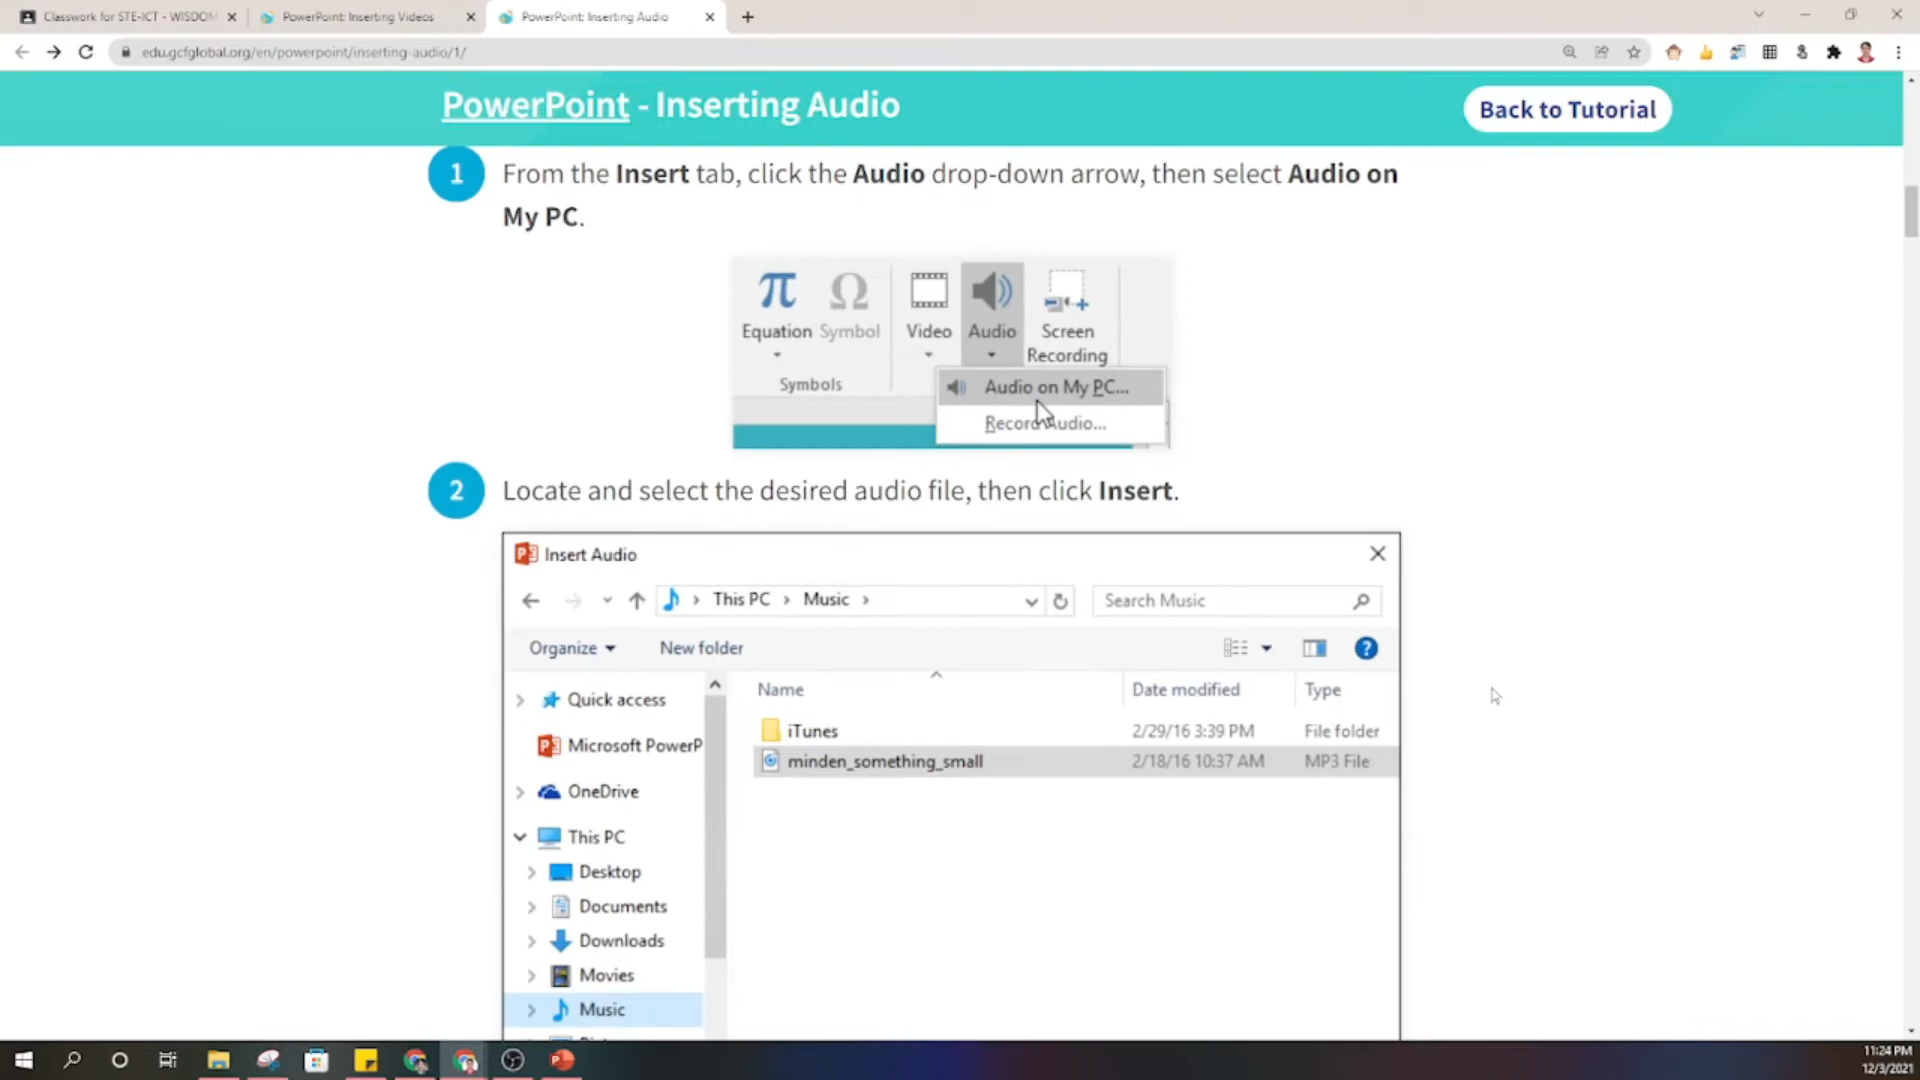 Classwork for STE-ICT - WISDOM
PowerPoint: Inserting Videos
PowerPoint: Inserting Audio
edu.gcfglobal.org/en/powerpoint/inserting-audio/1/
PowerPoint - Inserting Audio
Back to Tutorial
1 From the Insert tab, click the Audio drop-down arrow, then select Audio on
My PC.
Equation Symbol Video Audio Screen
Recording
Symbols
Audio on My PC...
Record Audio...
2 Locate and select the desired audio file, then click Insert.
Insert Audio
This PC Music Search Music
Organize New folder
Name Date modified Type
Quick access
iTunes 2/29/16 3:39 PM File folder
Microsoft PowerP
minden_something_small 2/18/16 10:37 AM MP3 File
OneDrive
This PC
Desktop
Documents
Downloads
Movies
Music
11:24 PM
12/3/2021